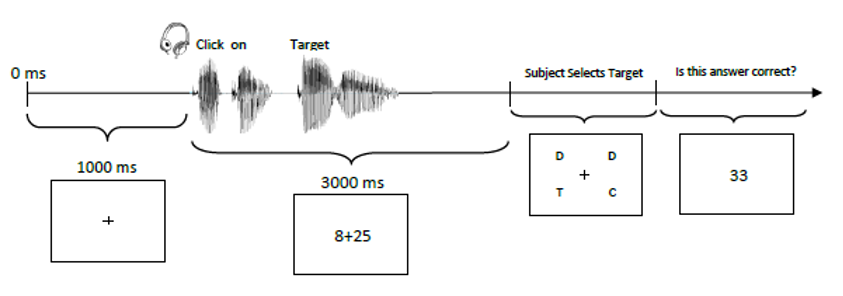 Click on Target
0 ms
Subject Selects Target
Is this answer correct?
1000 ms
+
3000 ms
8+25
D D
+
T C
33